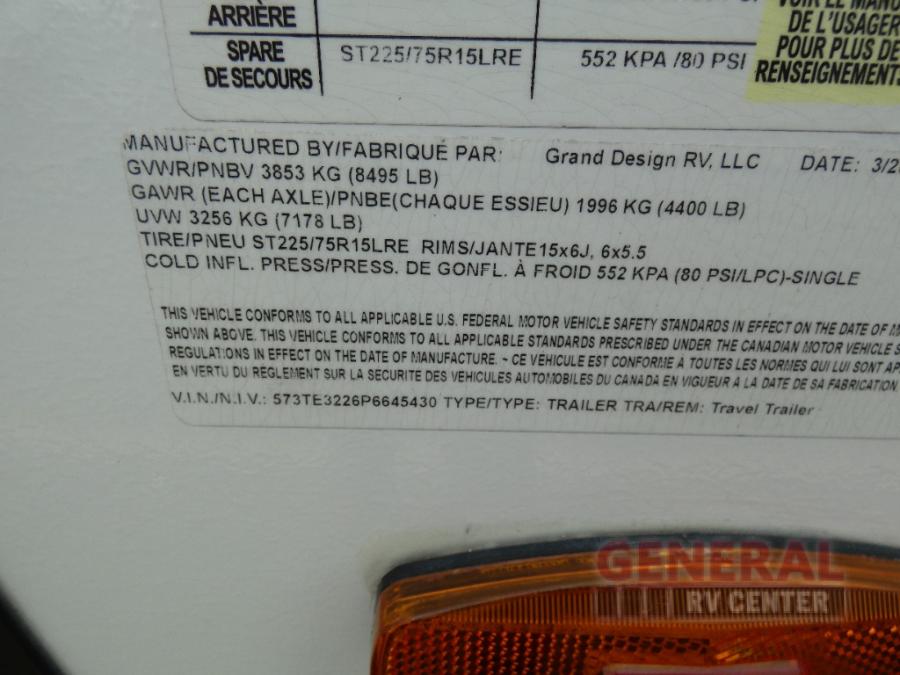 ARRIÈRE
SPARE
DE SECOURS
ST225/75R15LRE
552 KPA /80 PSI
VOIR LE
DE L'USAGER
POUR PLUS DE
RENSEIGNEMENTS
MANUFACTURED BY/FABRIQUÉ PAR: Grand Design RV, LLC DATE:
GVWR/PNBV 3853 KG (8495 LB)
GAWR (EACH AXLE)/PNBE(CHAQUE ESSIEU) 1996 KG (4400 LB)
UVW 3256 KG (7178 LB)
TIRE/PNEU ST225/75R15LRE RIMS/JANTE15x6J, 6x5.5
COLD INFL. PRESS/PRESS. DE GONFL. À FROID 552 KPA (80 PSI/LPC)-SINGLE
THIS VEHICLE CONFORMS TO ALL APPLICABLE U.S. FEDERAL MOTOR VEHICLE SAFETY STANDARDS IN EFFECT ON THE DATE OF
SHOWN ABOVE. THIS VEHICLE CONFORMS TO ALL APPLICABLE STANDARDS PRESCRIBED UNDER THE CANADIAN MOTOR VEHICLE
REGULATIONS IN EFFECT ON THE DATE OF MANUFACTURE. ~ CE VÉHICULE EST CONFORME À TOUTES LES NORMES QUI LUI SONT
EN VERTU DU REGLEMENT SUR LA SECURITE DES VEHICULES AUTOMOBILES DU CANADA EN VIGUEUR A LA DATE DE SA FABRICATION
V.I.N./N.I.V.: 573TE3226P6645430 TYPE/TYPE: TRAILER TRA/REM: Travel Trailer
GENERAL
RV CENTER